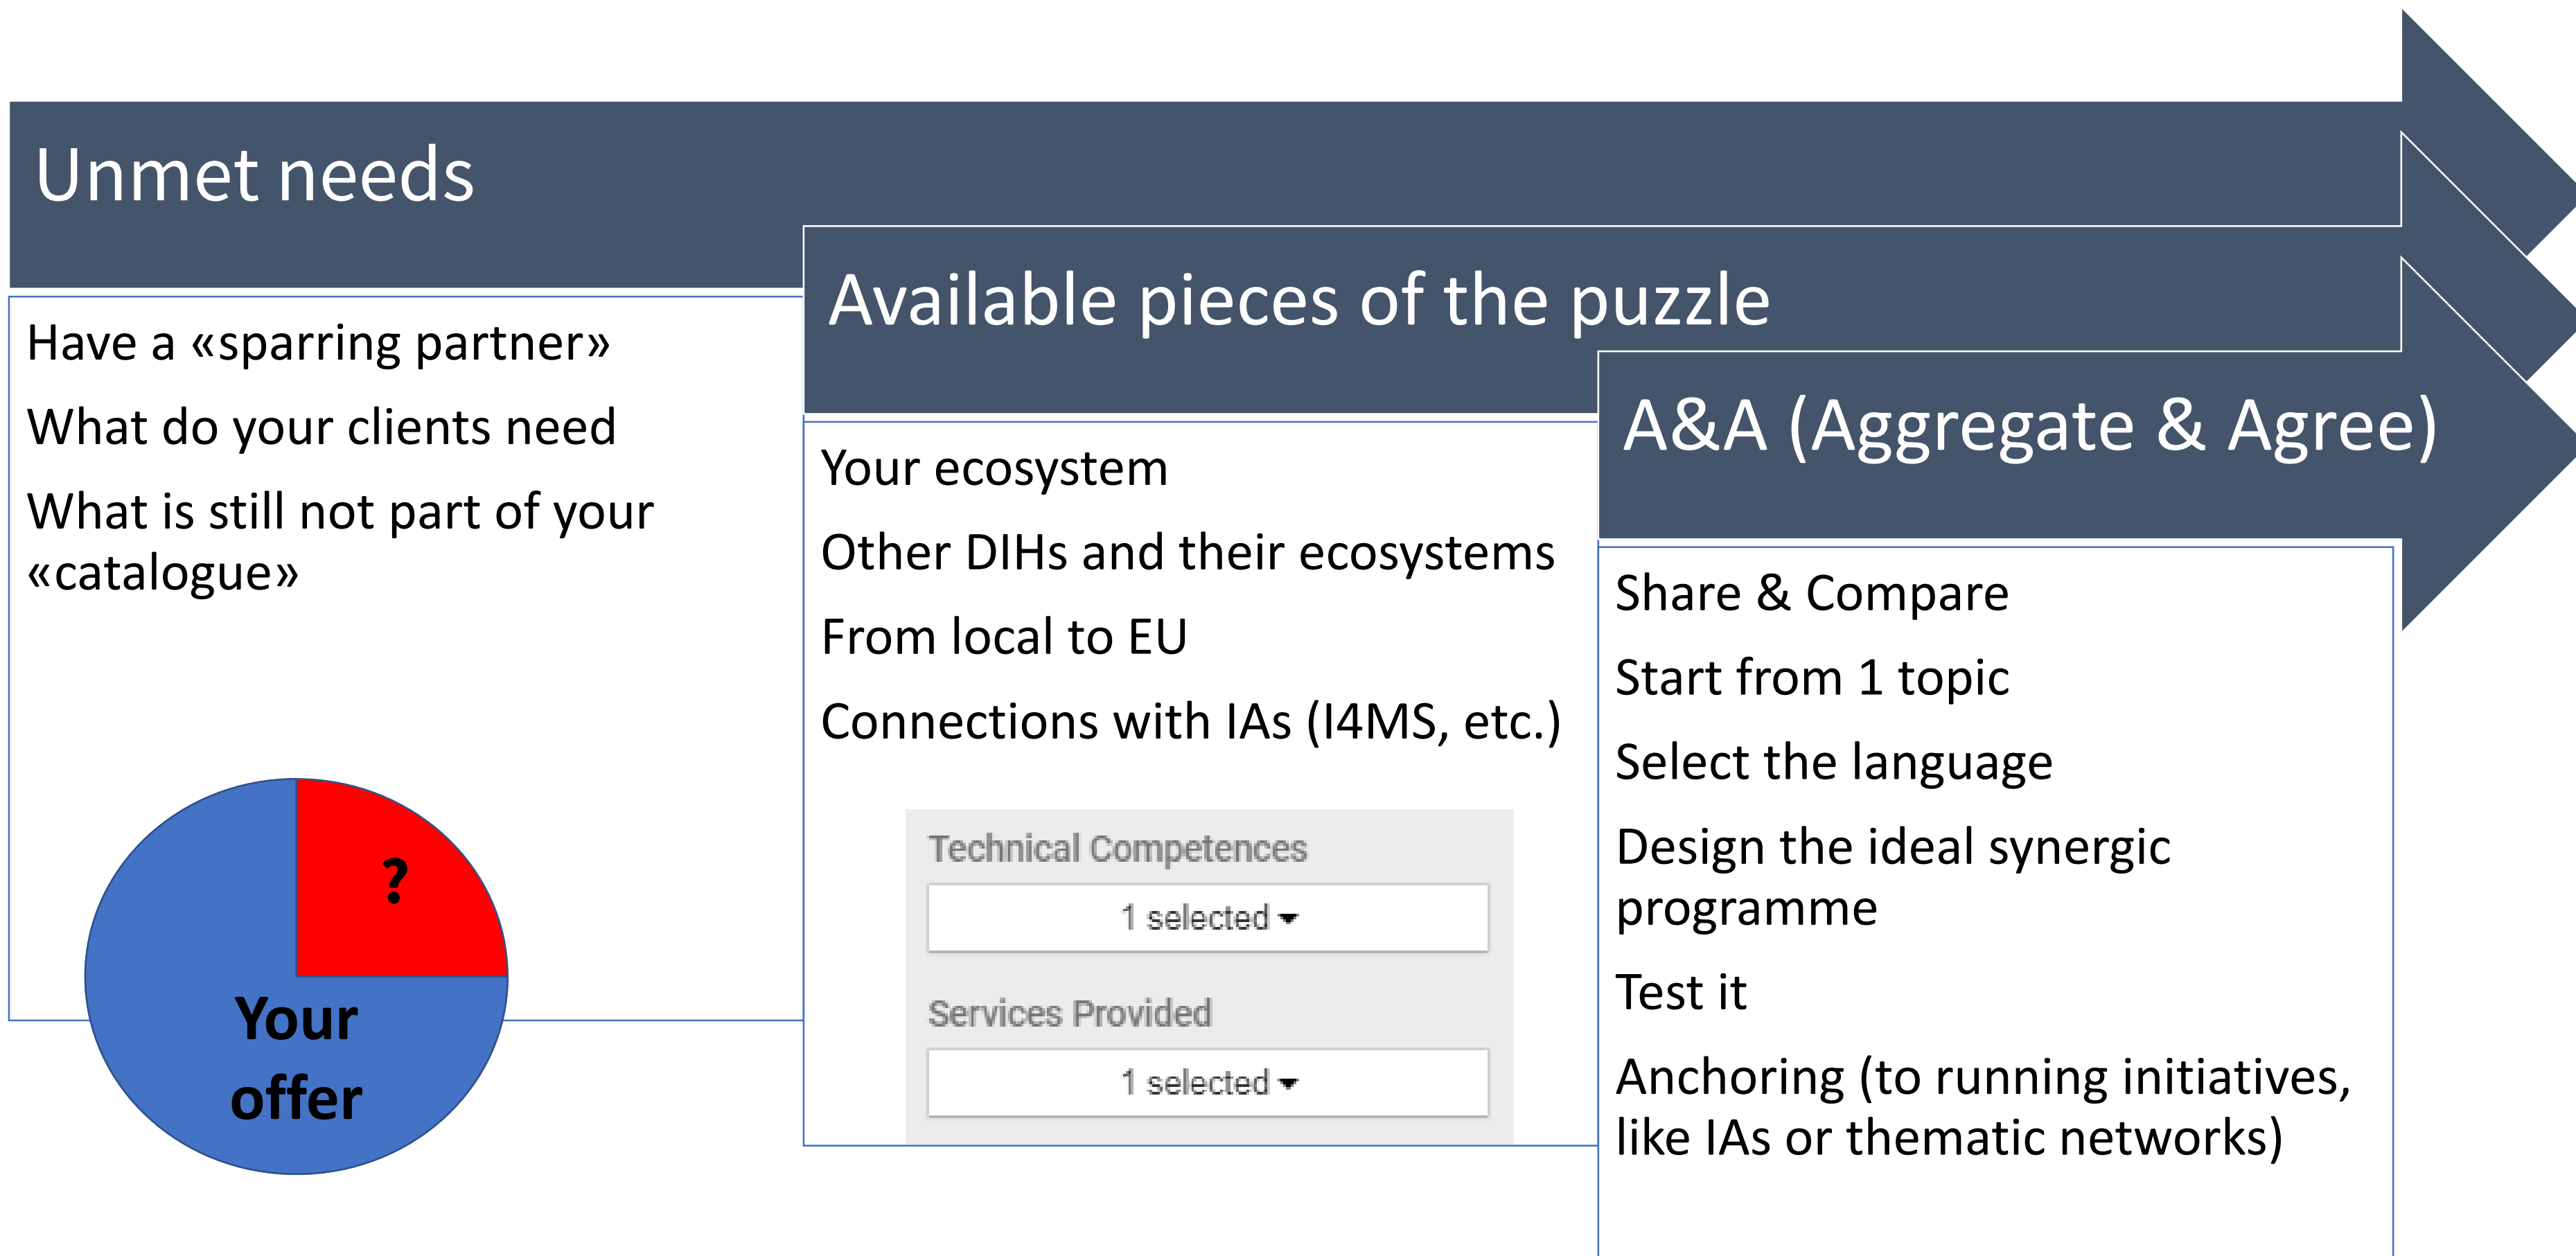 Unmet needs
Have a «sparring partner»
What do your clients need
What is still not part of your
«catalogue»
?
Your
offer
Available pieces of the puzzle
Your ecosystem
Other DIHs and their ecosystems
From local to EU
Connections with IAs (I4MS, etc.)
Technical Competences
1 selected
Services Provided
1 selected
A&A (Aggregate & Agree)
Share & Compare
Start from 1 topic
Select the language
Design the ideal synergic
programme
Test it
Anchoring (to running initiatives,
like IAs or thematic networks)